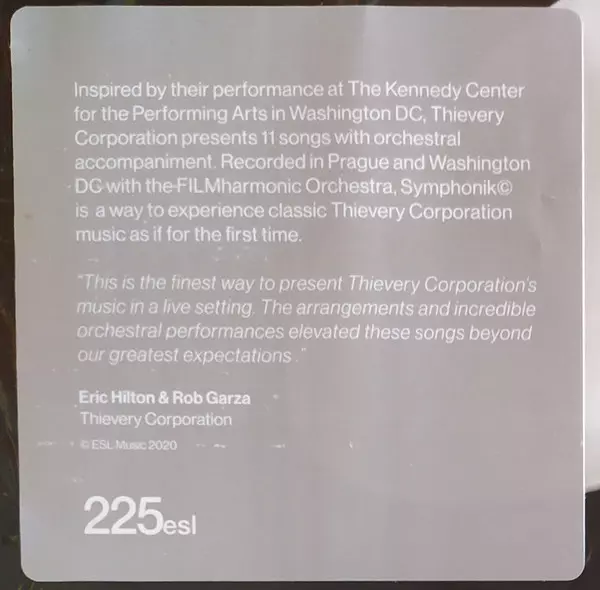 Inspired by their performance at The Kennedy Center
for the Performing Arts in Washington DC, Thievery
Corporation presents 11 songs with orchestral
accompaniment. Recorded in Prague and Washington
DC with the FILMharmonic Orchestra, Symphonik©
is a way to experience classic Thievery Corporation
music as if for the first time.
"This is the finest way to present Thievery Corporation's
music in a live setting. The arrangements and incredible
orchestral performances elevated these songs beyond
our greatest expectations."
Eric Hilton & Rob Garza
Thievery Corporation
© ESL Music 2020
225esl